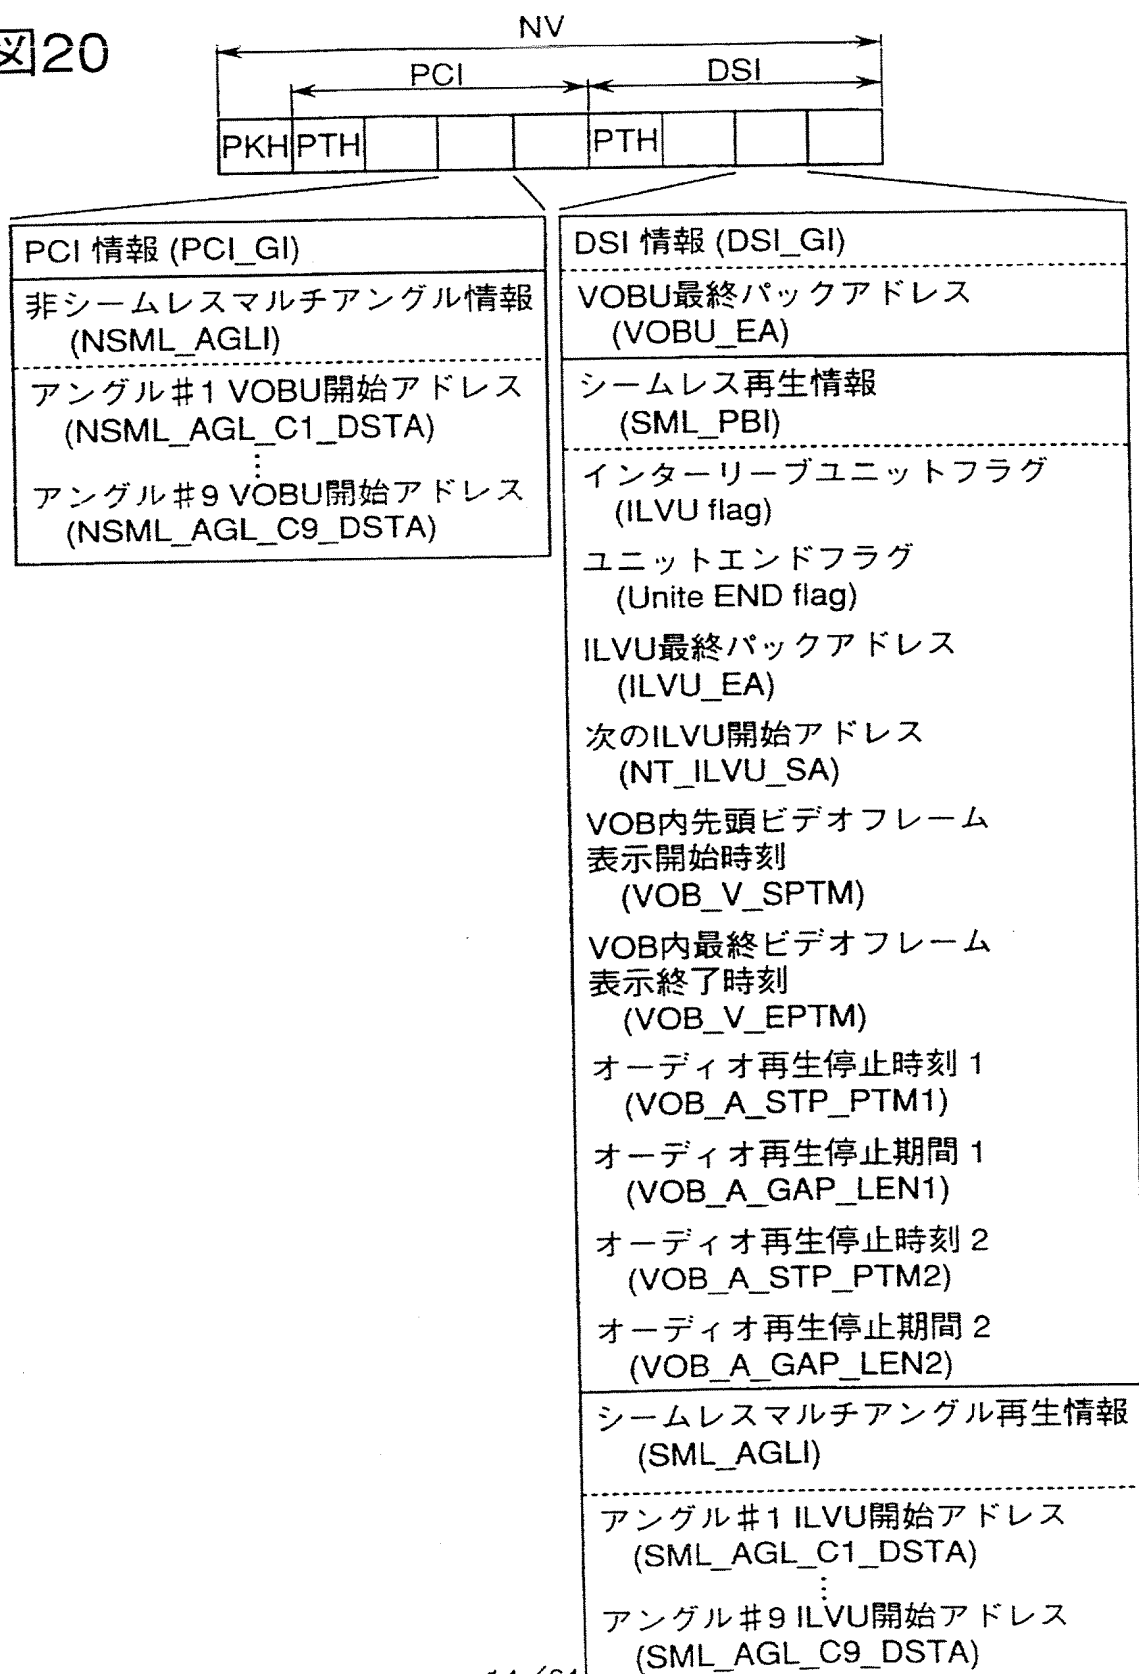 図20
NV
PCI
DSI
PKH PTH PTH
PCI 情報 (PCI_GI)
非シームレスマルチアングル情報
(NSML_AGLI)
アングル#1 VOBU開始アドレス
(NSML_AGL_C1_DSTA)
⋮
アングル#9 VOBU開始アドレス
(NSML_AGL_C9_DSTA)
DSI 情報 (DSI_GI)
VOBU最終パックアドレス
(VOBU_EA)
シームレス再生情報
(SML_PBI)
インターリーブユニットフラグ
(ILVU flag)
ユニットエンドフラグ
(Unite END flag)
ILVU最終パックアドレス
(ILVU_EA)
次のILVU開始アドレス
(NT_ILVU_SA)
VOB内先頭ビデオフレーム
表示開始時刻
(VOB_V_SPTM)
VOB内最終ビデオフレーム
表示終了時刻
(VOB_V_EPTM)
オーディオ再生停止時刻 1
(VOB_A_STP_PTM1)
オーディオ再生停止期間 1
(VOB_A_GAP_LEN1)
オーディオ再生停止時刻 2
(VOB_A_STP_PTM2)
オーディオ再生停止期間 2
(VOB_A_GAP_LEN2)
シームレスマルチアングル再生情報
(SML_AGLI)
アングル#1 ILVU開始アドレス
(SML_AGL_C1_DSTA)
⋮
アングル#9 ILVU開始アドレス
(SML_AGL_C9_DSTA)